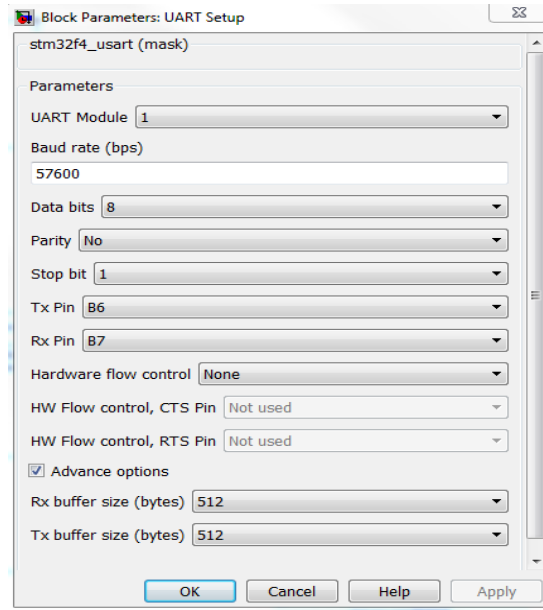 Block Parameters: UART Setup
stm32f4_usart (mask)
Parameters
UART Module 1
Baud rate (bps)
57600
Data bits 8
Parity No
Stop bit 1
Tx Pin B6
Rx Pin B7
Hardware flow control None
HW Flow control, CTS Pin Not used
HW Flow control, RTS Pin Not used
Advance options
Rx buffer size (bytes) 512
Tx buffer size (bytes) 512
OK Cancel Help Apply